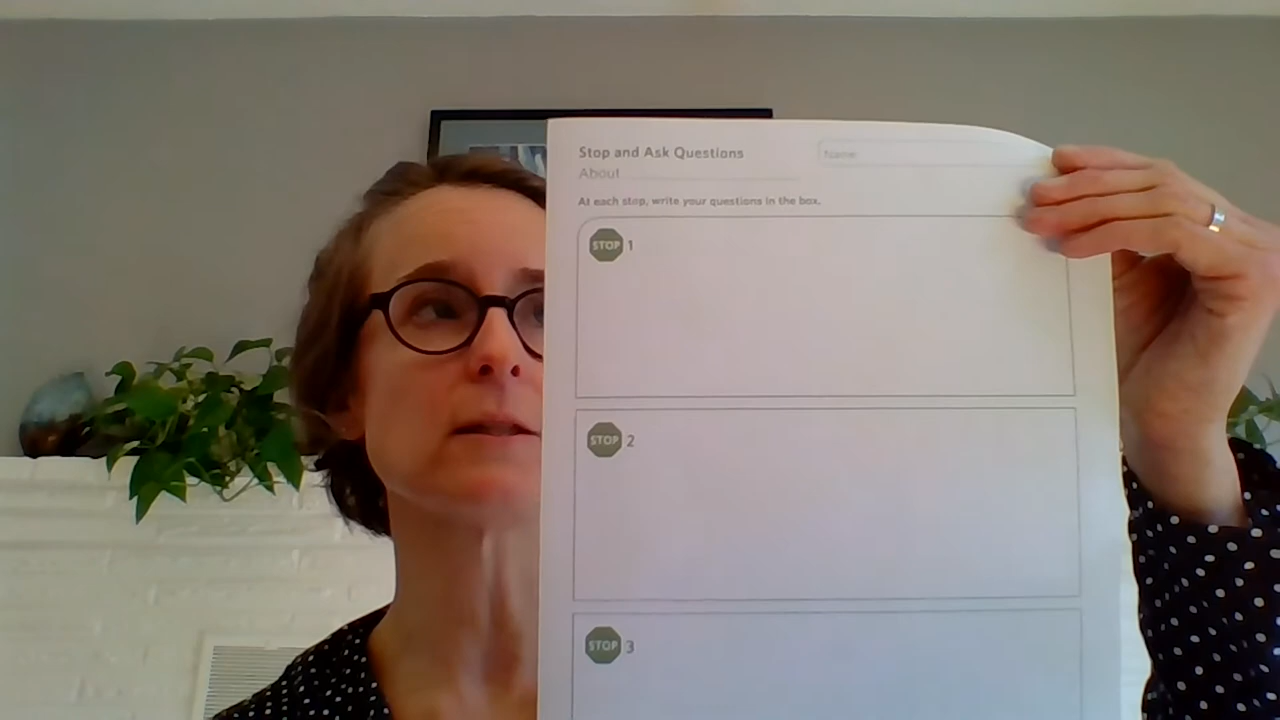 Stop and Ask Questions
Name
About
At each stop, write your questions in the box.
STOP 1
STOP 2
STOP 3